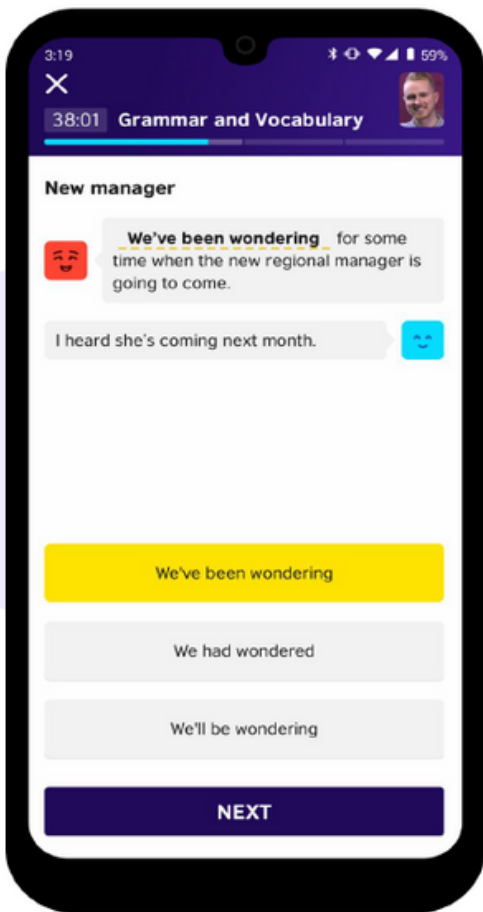 3:19
59%
38:01 Grammar and Vocabulary
New manager
We've been wondering for some
time when the new regional manager is
going to come.
I heard she's coming next month.
We've been wondering
We had wondered
We'll be wondering
NEXT